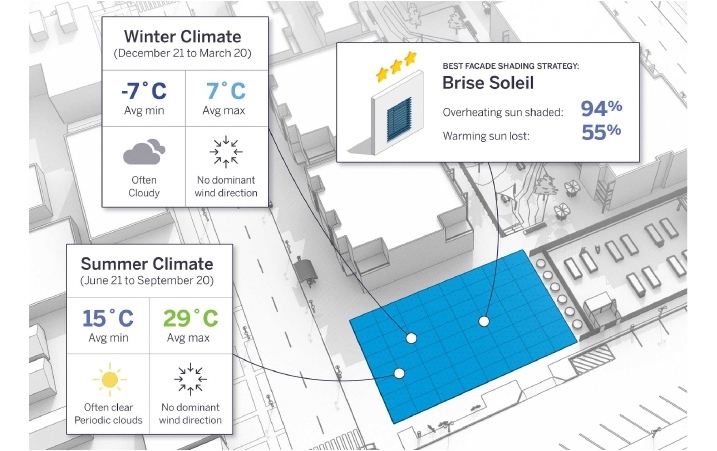 Winter Climate
(December 21 to March 20)
-7°C
Avg min
7°C
Avg max
Often
Cloudy
No dominant
wind direction
BEST FACADE SHADING STRATEGY:
Brise Soleil
Overheating sun shaded: 94%
Warming sun lost: 55%
Summer Climate
(June 21 to September 20)
15°C
Avg min
29°C
Avg max
Often clear
Periodic clouds
No dominant
wind direction